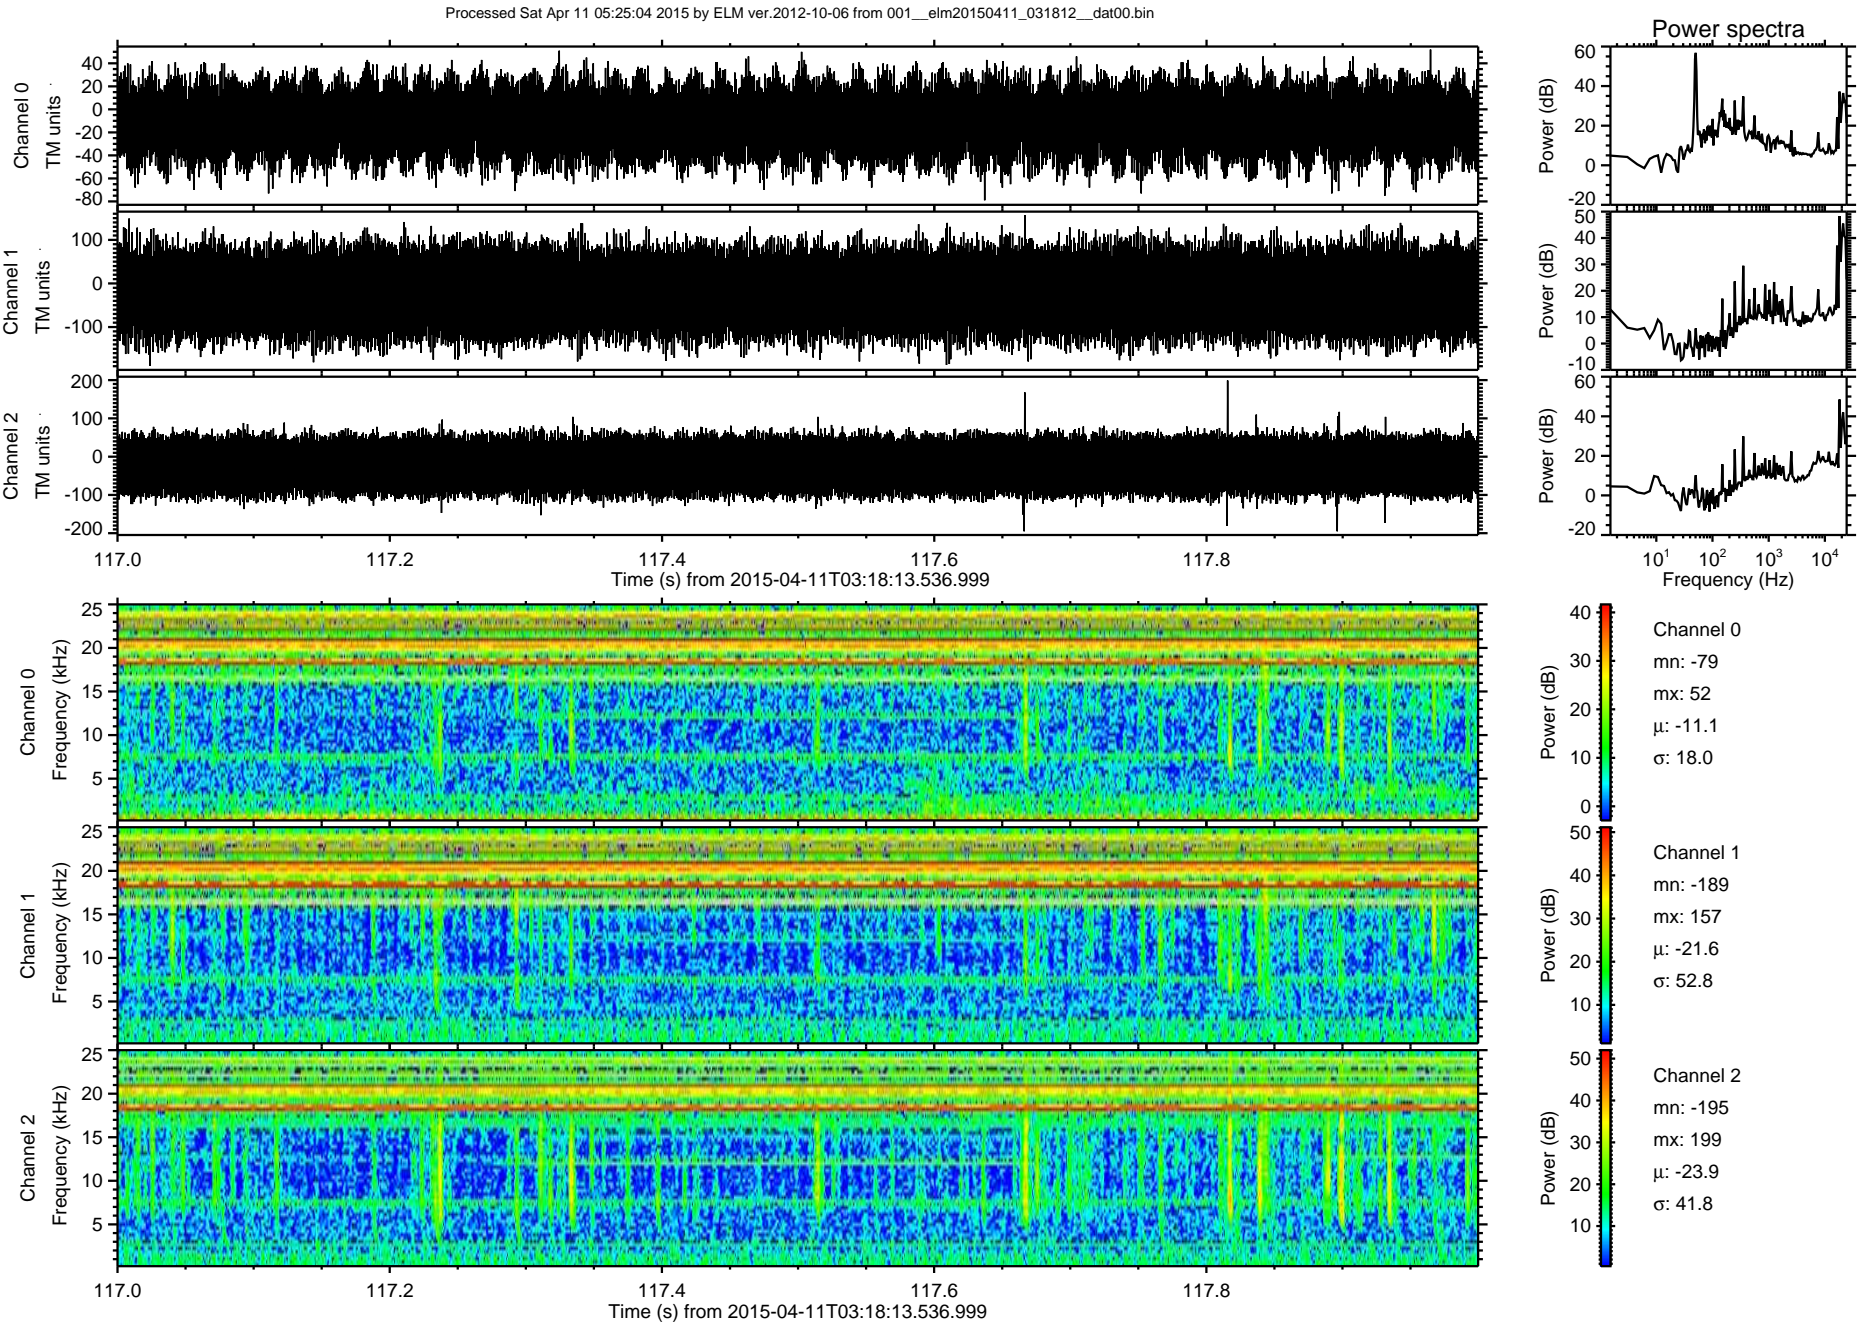 Processed Sat Apr 11 05:25:04 2015 by ELM ver.2012-10-06 from 001__elm20150411_031812__dat00.bin
Power spectra
Channel 0
TM units
40
20
0
-20
-40
-60
-80
Power (dB)
60
40
20
0
-20
Channel 1
TM units
100
0
-100
Power (dB)
50
40
30
20
10
0
-10
Channel 2
TM units
200
100
0
-100
-200
Power (dB)
60
40
20
0
-20
117.0 117.2 117.4 117.6 117.8
Time (s) from 2015-04-11T03:18:13.536.999
10^1 10^2 10^3 10^4
Frequency (Hz)
Channel 0
Frequency (kHz)
25
20
15
10
5
Power (dB)
40
30
20
10
0
Channel 0
mn: -79
mx: 52
μ: -11.1
σ: 18.0
Channel 1
Frequency (kHz)
25
20
15
10
5
Power (dB)
50
40
30
20
10
Channel 1
mn: -189
mx: 157
μ: -21.6
σ: 52.8
Channel 2
Frequency (kHz)
25
20
15
10
5
Power (dB)
50
40
30
20
10
Channel 2
mn: -195
mx: 199
μ: -23.9
σ: 41.8
117.0 117.2 117.4 117.6 117.8
Time (s) from 2015-04-11T03:18:13.536.999